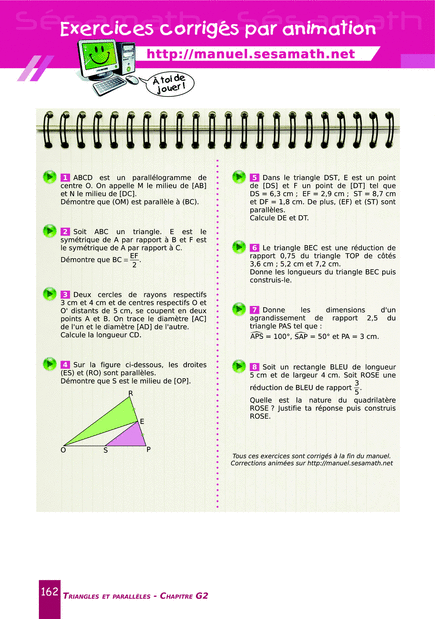 Sésamath Sésamath Sésamath
Exercices corrigés par animation
http://manuel.sesamath.net
À toi de
jouer !
1 ABCD est un parallélogramme de
centre O. On appelle M le milieu de [AB]
et N le milieu de [DC].
Démontre que (OM) est parallèle à (BC).
2 Soit ABC un triangle. E est le
symétrique de A par rapport à B et F est
le symétrique de A par rapport à C.
Démontre que BC = EF/2.
3 Deux cercles de rayons respectifs
3 cm et 4 cm et de centres respectifs O et
O' distants de 5 cm, se coupent en deux
points A et B. On trace le diamètre [AC]
de l'un et le diamètre [AD] de l'autre.
Calcule la longueur CD.
4 Sur la figure ci-dessous, les droites
(ES) et (RO) sont parallèles.
Démontre que S est le milieu de [OP].
R
E
O S P
5 Dans le triangle DST, E est un point
de [DS] et F un point de [DT] tel que
DS = 6,3 cm ; EF = 2,9 cm ; ST = 8,7 cm
et DF = 1,8 cm. De plus, (EF) et (ST) sont
parallèles.
Calcule DE et DT.
6 Le triangle BEC est une réduction de
rapport 0,75 du triangle TOP de côtés
3,6 cm ; 5,2 cm et 7,2 cm.
Donne les longueurs du triangle BEC puis
construis-le.
7 Donne les dimensions d'un
agrandissement de rapport 2,5 du
triangle PAS tel que :
APS = 100°, SAP = 50° et PA = 3 cm.
8 Soit un rectangle BLEU de longueur
5 cm et de largeur 4 cm. Soit ROSE une
réduction de BLEU de rapport 3/5.
Quelle est la nature du quadrilatère
ROSE ? Justifie ta réponse puis construis
ROSE.
Tous ces exercices sont corrigés à la fin du manuel.
Corrections animées sur http://manuel.sesamath.net
162 TRIANGLES ET PARALLÈLES - CHAPITRE G2